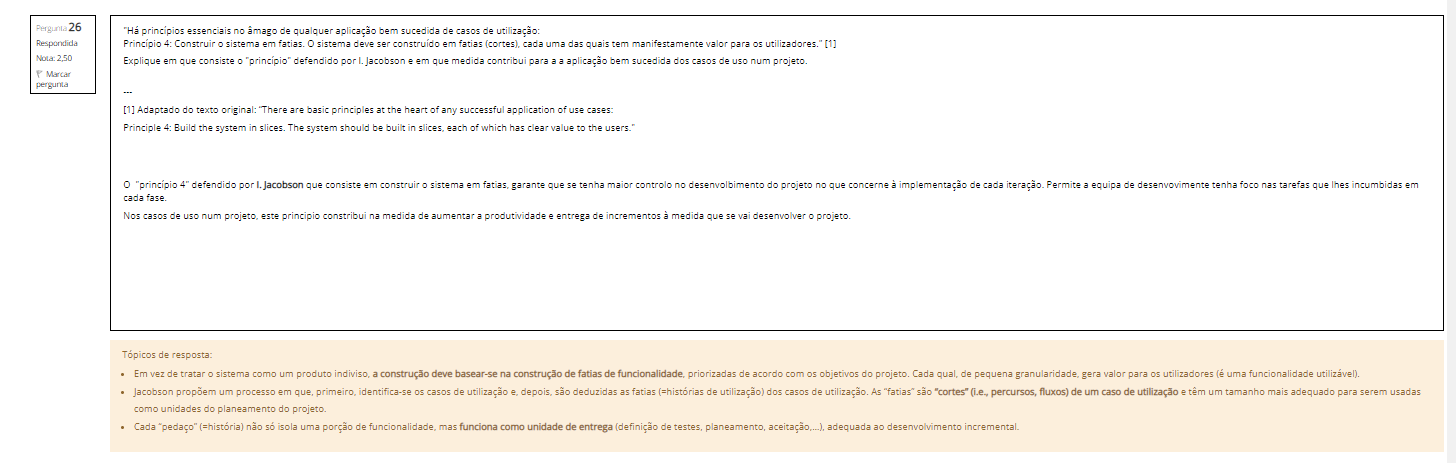 Pergunta 26
Respondida
Nota: 2,50
Marcar
pergunta
"Há princípios essenciais no âmago de qualquer aplicação bem sucedida de casos de utilização:
Princípio 4: Construir o sistema em fatias. O sistema deve ser construído em fatias (cortes), cada uma das quais tem manifestamente valor para os utilizadores." [1]
Explique em que consiste o "princípio" defendido por I. Jacobson e em que medida contribui para a a aplicação bem sucedida dos casos de uso num projeto.
---
[1] Adaptado do texto original: "There are basic principles at the heart of any successful application of use cases:
Principle 4: Build the system in slices. The system should be built in slices, each of which has clear value to the users."
O "princípio 4" defendido por I. Jacobson que consiste em construir o sistema em fatias, garante que se tenha maior controlo no desenvolbimento do projeto no que concerne à implementação de cada iteração. Permite a equipa de desenvovimente tenha foco nas tarefas que lhes incumbidas em
cada fase.
Nos casos de uso num projeto, este principio constribui na medida de aumentar a produtividade e entrega de incrementos à medida que se vai desenvolver o projeto.
Tópicos de resposta:
• Em vez de tratar o sistema como um produto indiviso, a construção deve basear-se na construção de fatias de funcionalidade, priorizadas de acordo com os objetivos do projeto. Cada qual, de pequena granularidade, gera valor para os utilizadores (é uma funcionalidade utilizável).
• Jacobson propõem um processo em que, primeiro, identifica-se os casos de utilização e, depois, são deduzidas as fatias (=histórias de utilização) dos casos de utilização. As "fatias" são "cortes" (i.e., percursos, fluxos) de um caso de utilização e têm um tamanho mais adequado para serem usadas
como unidades do planeamento do projeto.
• Cada "pedaço" (=história) não só isola uma porção de funcionalidade, mas funciona como unidade de entrega (definição de testes, planeamento, aceitação,...), adequada ao desenvolvimento incremental.